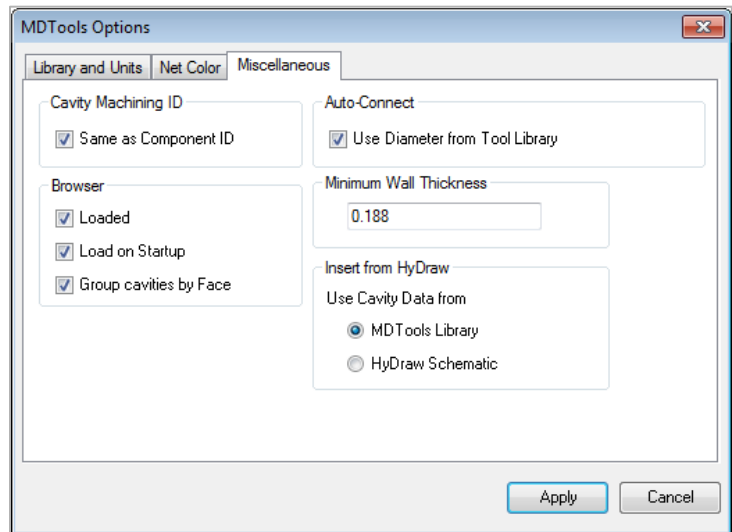 MDTools Options
Library and Units Net Color Miscellaneous
Cavity Machining ID
Same as Component ID
Auto-Connect
Use Diameter from Tool Library
Browser
Loaded
Load on Startup
Group cavities by Face
Minimum Wall Thickness
0.188
Insert from HyDraw
Use Cavity Data from
MDTools Library
HyDraw Schematic
Apply Cancel